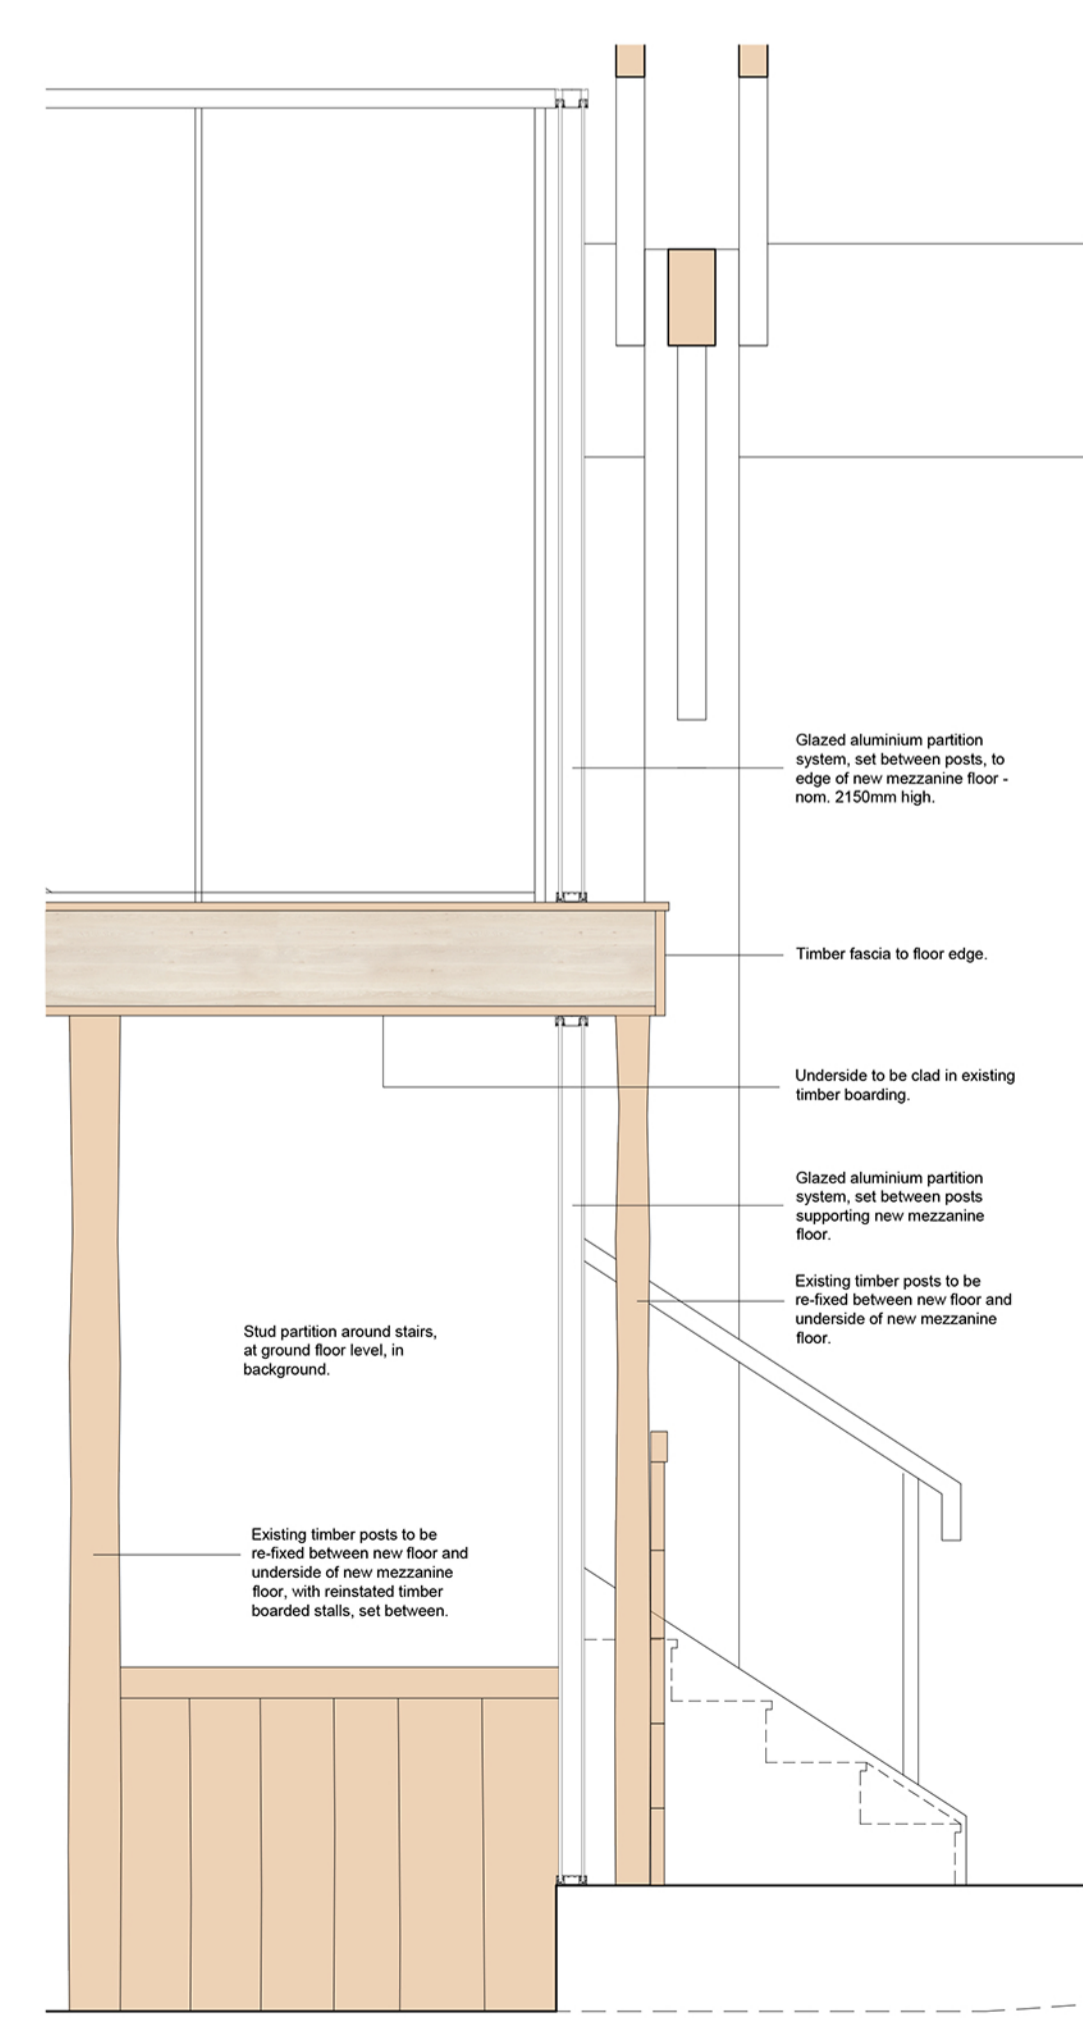 Glazed aluminium partition
system, set between posts, to
edge of new mezzanine floor -
nom. 2150mm high.
Timber fascia to floor edge.
Underside to be clad in existing
timber boarding.
Glazed aluminium partition
system, set between posts
supporting new mezzanine
floor.
Existing timber posts to be
re-fixed between new floor and
underside of new mezzanine
floor.
Stud partition around stairs,
at ground floor level, in
background.
Existing timber posts to be
re-fixed between new floor and
underside of new mezzanine
floor, with reinstated timber
boarded stalls, set between.